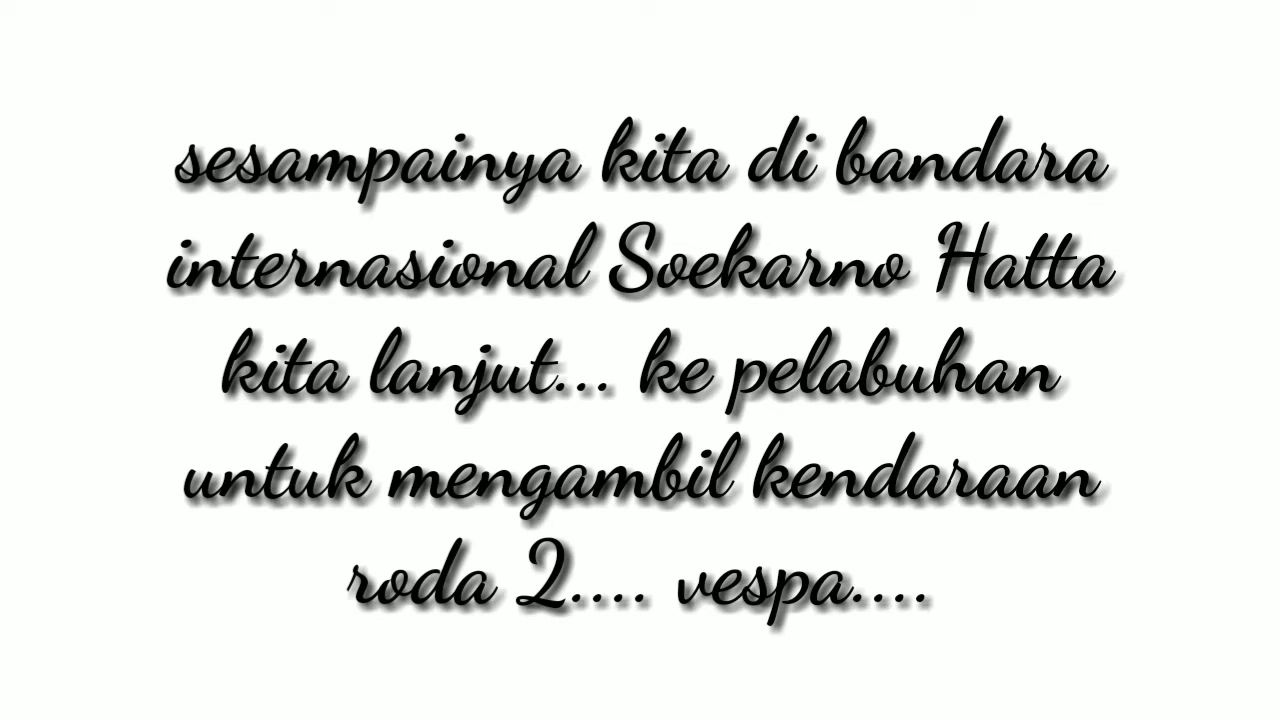 sesampainya kita di bandara
internasional Soekarno Hatta
kita lanjut... ke pelabuhan
untuk mengambil kendaraan
roda 2.... vespa....